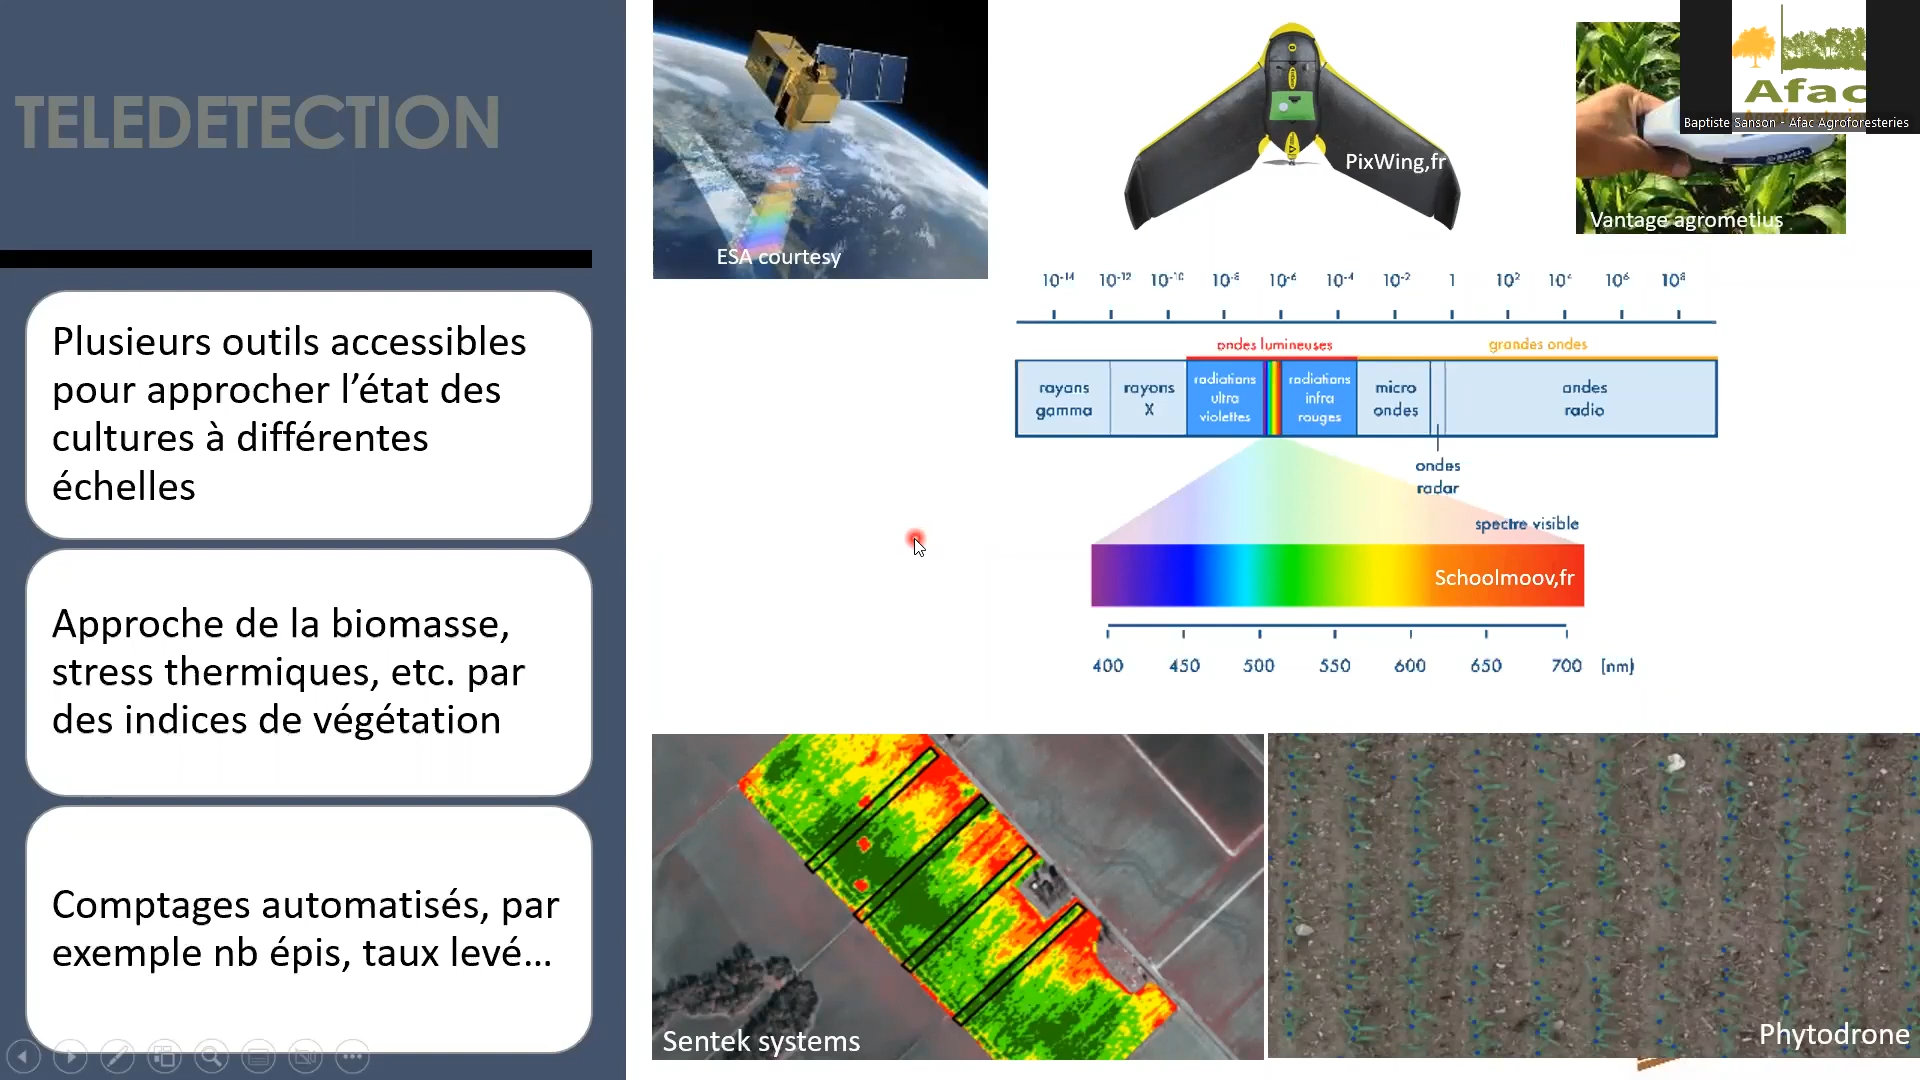 TELEDETECTION
Plusieurs outils accessibles
pour approcher l’état des
cultures à différentes
échelles
Approche de la biomasse,
stress thermiques, etc. par
des indices de végétation
Comptages automatisés, par
exemple nb épis, taux levé...
ESA courtesy
PixWing,fr
Afac
Baptiste Sanson - Afac Agroforesteries
Vantage agrometius
10⁻¹⁴ 10⁻¹² 10⁻¹⁰ 10⁻⁸ 10⁻⁶ 10⁻⁴ 10⁻² 1 10² 10⁴ 10⁶ 10⁸
ondes lumineuses grandes ondes
rayons
gamma
rayons
X
radiations
ultra
violettes
radiations
infra
rouges
micro
ondes
ondes
radio
ondes
radar
spectre visible
Schoolmoov,fr
400 450 500 550 600 650 700 [nm]
Sentek systems
Phytodrone